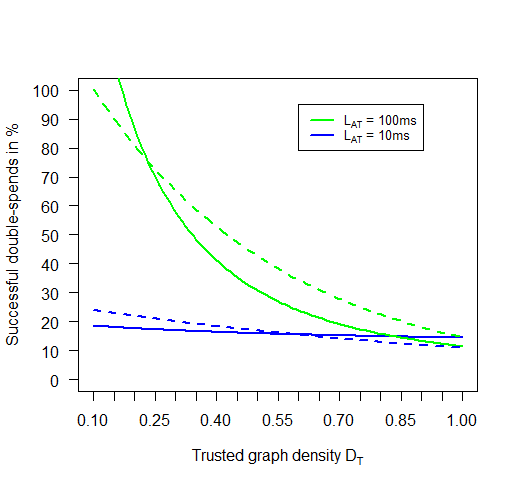 Successful double-spends in %
100
90
80
70
60
50
40
30
20
10
0
L_AT = 100ms
L_AT = 10ms
0.10 0.25 0.40 0.55 0.70 0.85 1.00
Trusted graph density D_T